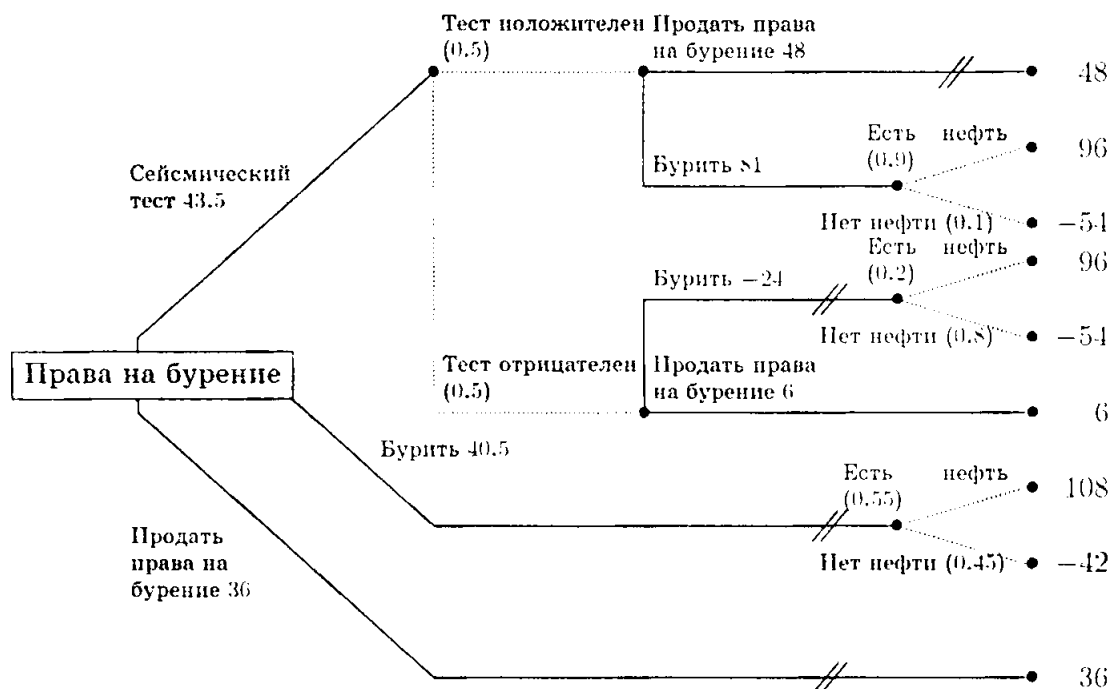 Тест положителен
(0.5)
Продать права
на бурение 48
48
Сейсмический
тест 43.5
Бурить 81
Есть нефть
(0.9)
96
Нет нефти (0.1)
−54
Бурить −24
Есть нефть
(0.2)
96
Нет нефти (0.8)
−54
Права на бурение
Тест отрицателен
(0.5)
Продать права
на бурение 6
6
Бурить 40.5
Есть нефть
(0.55)
108
Нет нефти (0.45)
−42
Продать
права на
бурение 36
36